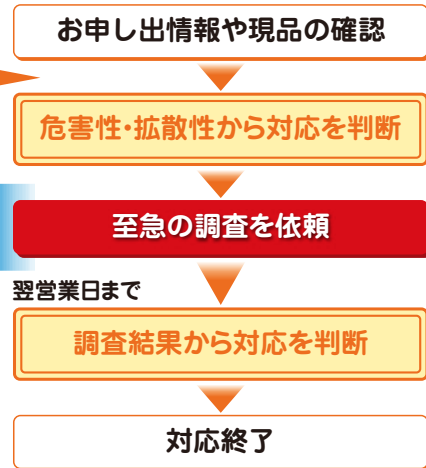 お申し出情報や現品の確認
危害性・拡散性から対応を判断
至急の調査を依頼
翌営業日まで
調査結果から対応を判断
対応終了